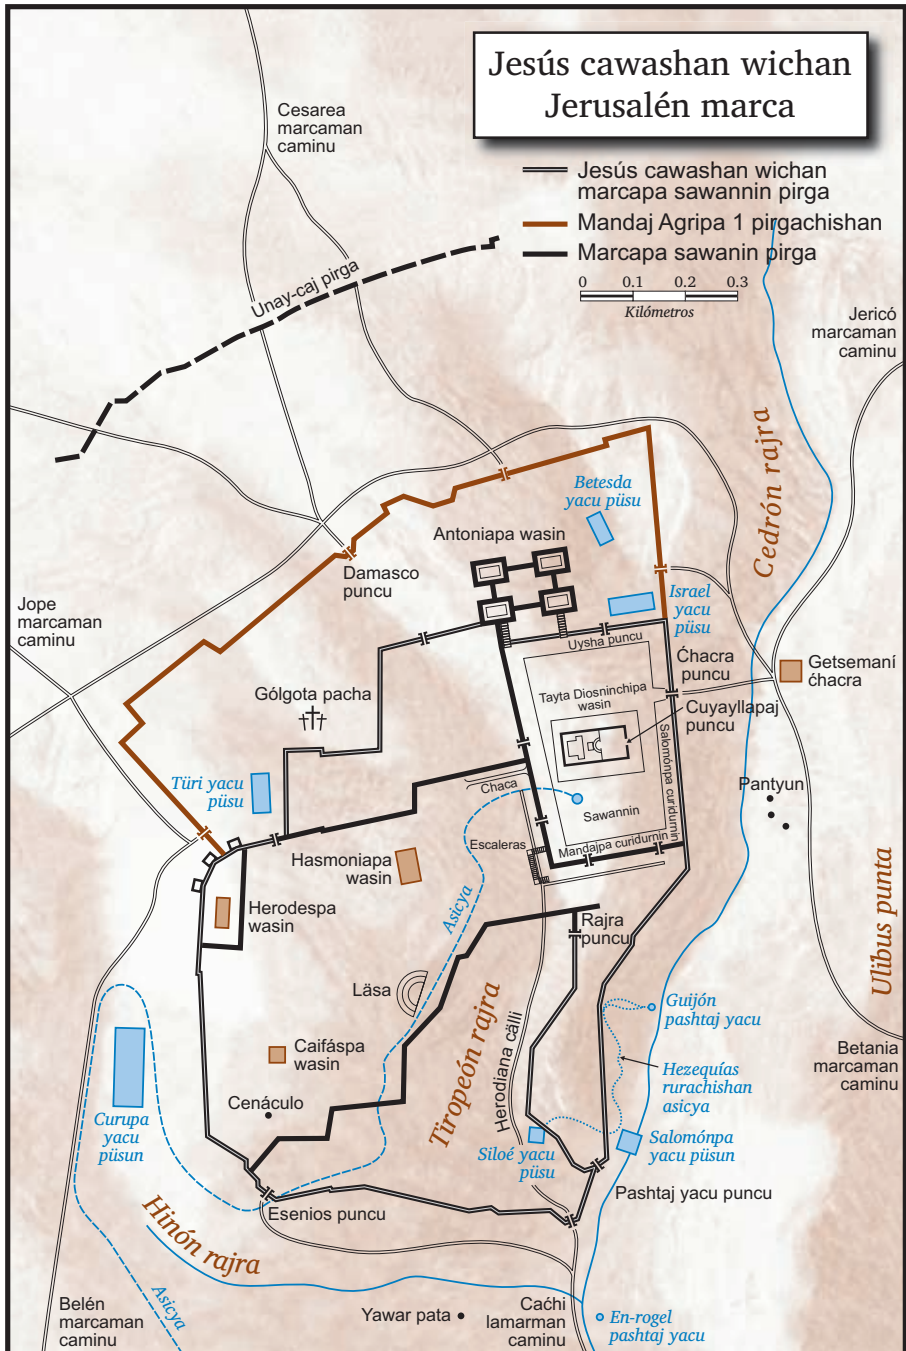 Jesús cawashan wichan
Jerusalén marca
Cesarea
marcaman
caminu
Jesús cawashan wichan
marcapa sawannin pirga
Mandaj Agripa 1 pirgachishan
Marcapa sawanin pirga
0 0.1 0.2 0.3
Kilómetros
Unay-caj pirga
Jericó
marcaman
caminu
Cedrón rajra
Betesda
yacu püsu
Antoniapa wasin
Damasco
puncu
Israel
yacu
püsu
Jope
marcaman
caminu
Uysha puncu
Ćhacra
puncu
Getsemaní
ćhacra
Gólgota pacha
Tayta Diosninchipa
wasin
Cuyayllapaj
puncu
Salomónpa curidurnin
Türi yacu
püsu
Chaca
Pantyun
Sawannin
Escaleras
Mandajpa curidurnin
Hasmoniapa
wasin
Asicya
Herodespa
wasin
Rajra
puncu
Ulibus punta
Läsa
Tiropeón rajra
Herodiana cälli
Guijón
pashtaj yacu
Caifáspa
wasin
Hezequías
rurachishan
asicya
Betania
marcaman
caminu
Cenáculo
Curupa
yacu
püsun
Siloé yacu
püsu
Salomónpa
yacu püsun
Pashtaj yacu puncu
Esenios puncu
Hinón rajra
Asicya
Belén
marcaman
caminu
Yawar pata
Caćhi
lamarman
caminu
En-rogel
pashtaj yacu